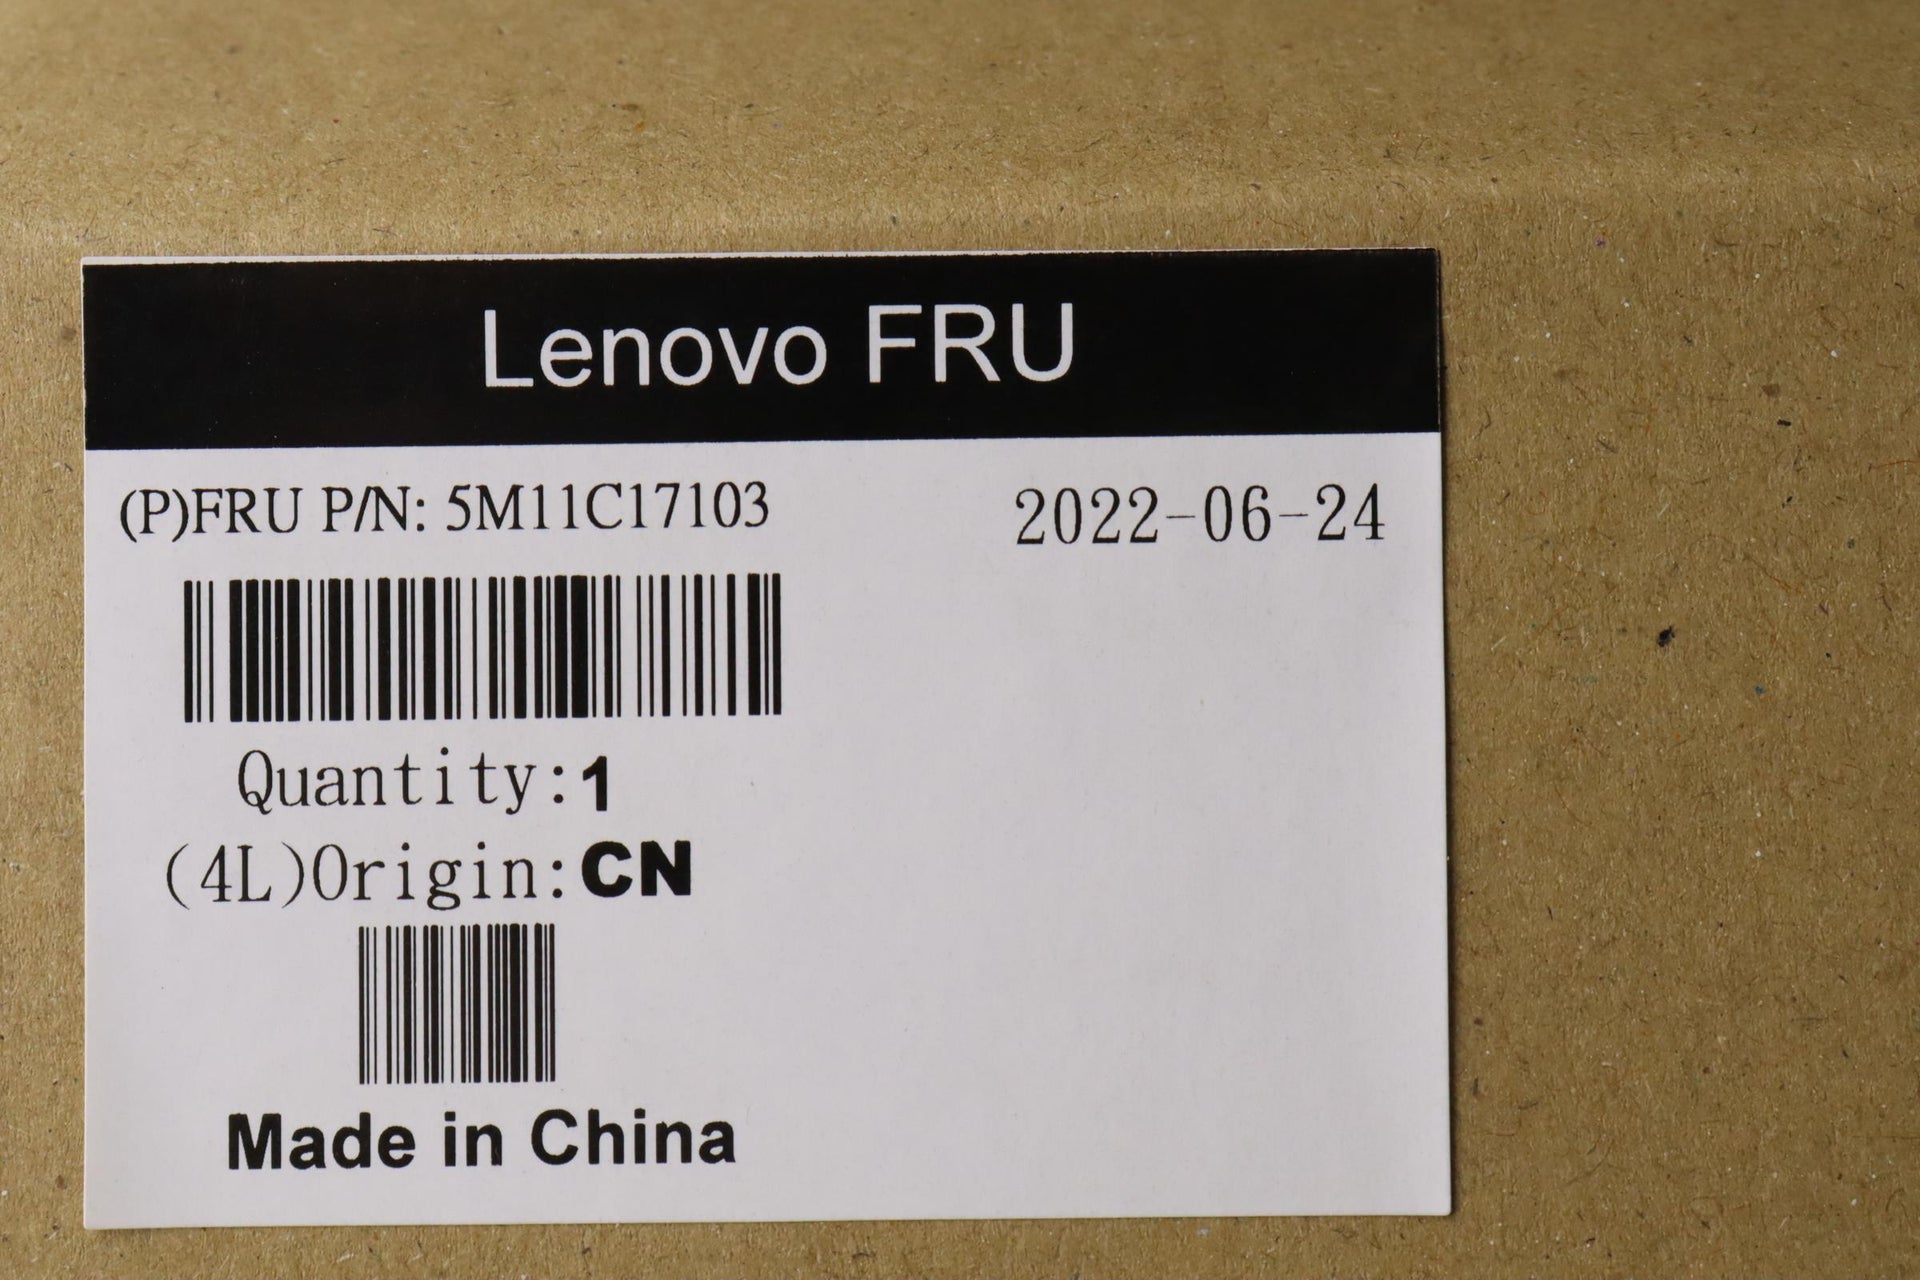 Lenovo FRU
(P)FRU P/N: 5M11C17103
2022-06-24
Quantity:1
(4L)Origin:CN
Made in China